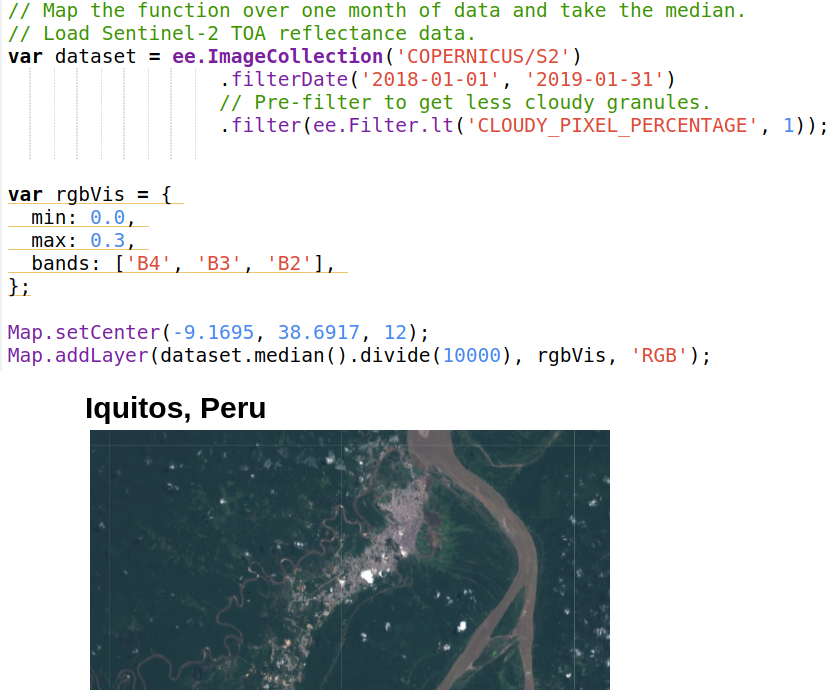 // Map the function over one month of data and take the median.
// Load Sentinel-2 TOA reflectance data.
var dataset = ee.ImageCollection('COPERNICUS/S2')
.filterDate('2018-01-01', '2019-01-31')
// Pre-filter to get less cloudy granules.
.filter(ee.Filter.lt('CLOUDY_PIXEL_PERCENTAGE', 1));
var rgbVis = {
min: 0.0,
max: 0.3,
bands: ['B4', 'B3', 'B2'],
};
Map.setCenter(-9.1695, 38.6917, 12);
Map.addLayer(dataset.median().divide(10000), rgbVis, 'RGB');
Iquitos, Peru